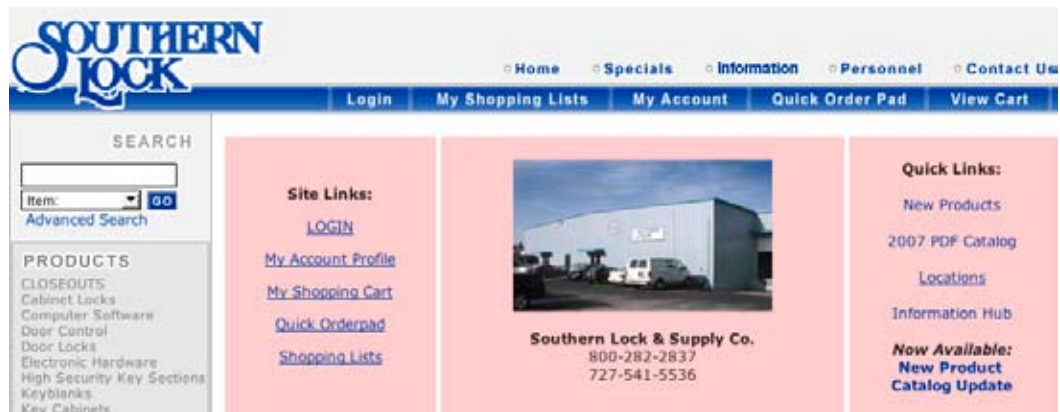 SOUTHERN
LOCK
Home Specials Information Personnel Contact Us
Login My Shopping Lists My Account Quick Order Pad View Cart
SEARCH
Item: GO
Advanced Search
PRODUCTS
CLOSEOUTS
Cabinet Locks
Computer Software
Door Control
Door Locks
Electronic Hardware
High Security Key Sections
Keyblanks
Key Cabinets
Site Links:
LOGIN
My Account Profile
My Shopping Cart
Quick Orderpad
Shopping Lists
Southern Lock & Supply Co.
800-282-2837
727-541-5536
Quick Links:
New Products
2007 PDF Catalog
Locations
Information Hub
Now Available:
New Product
Catalog Update